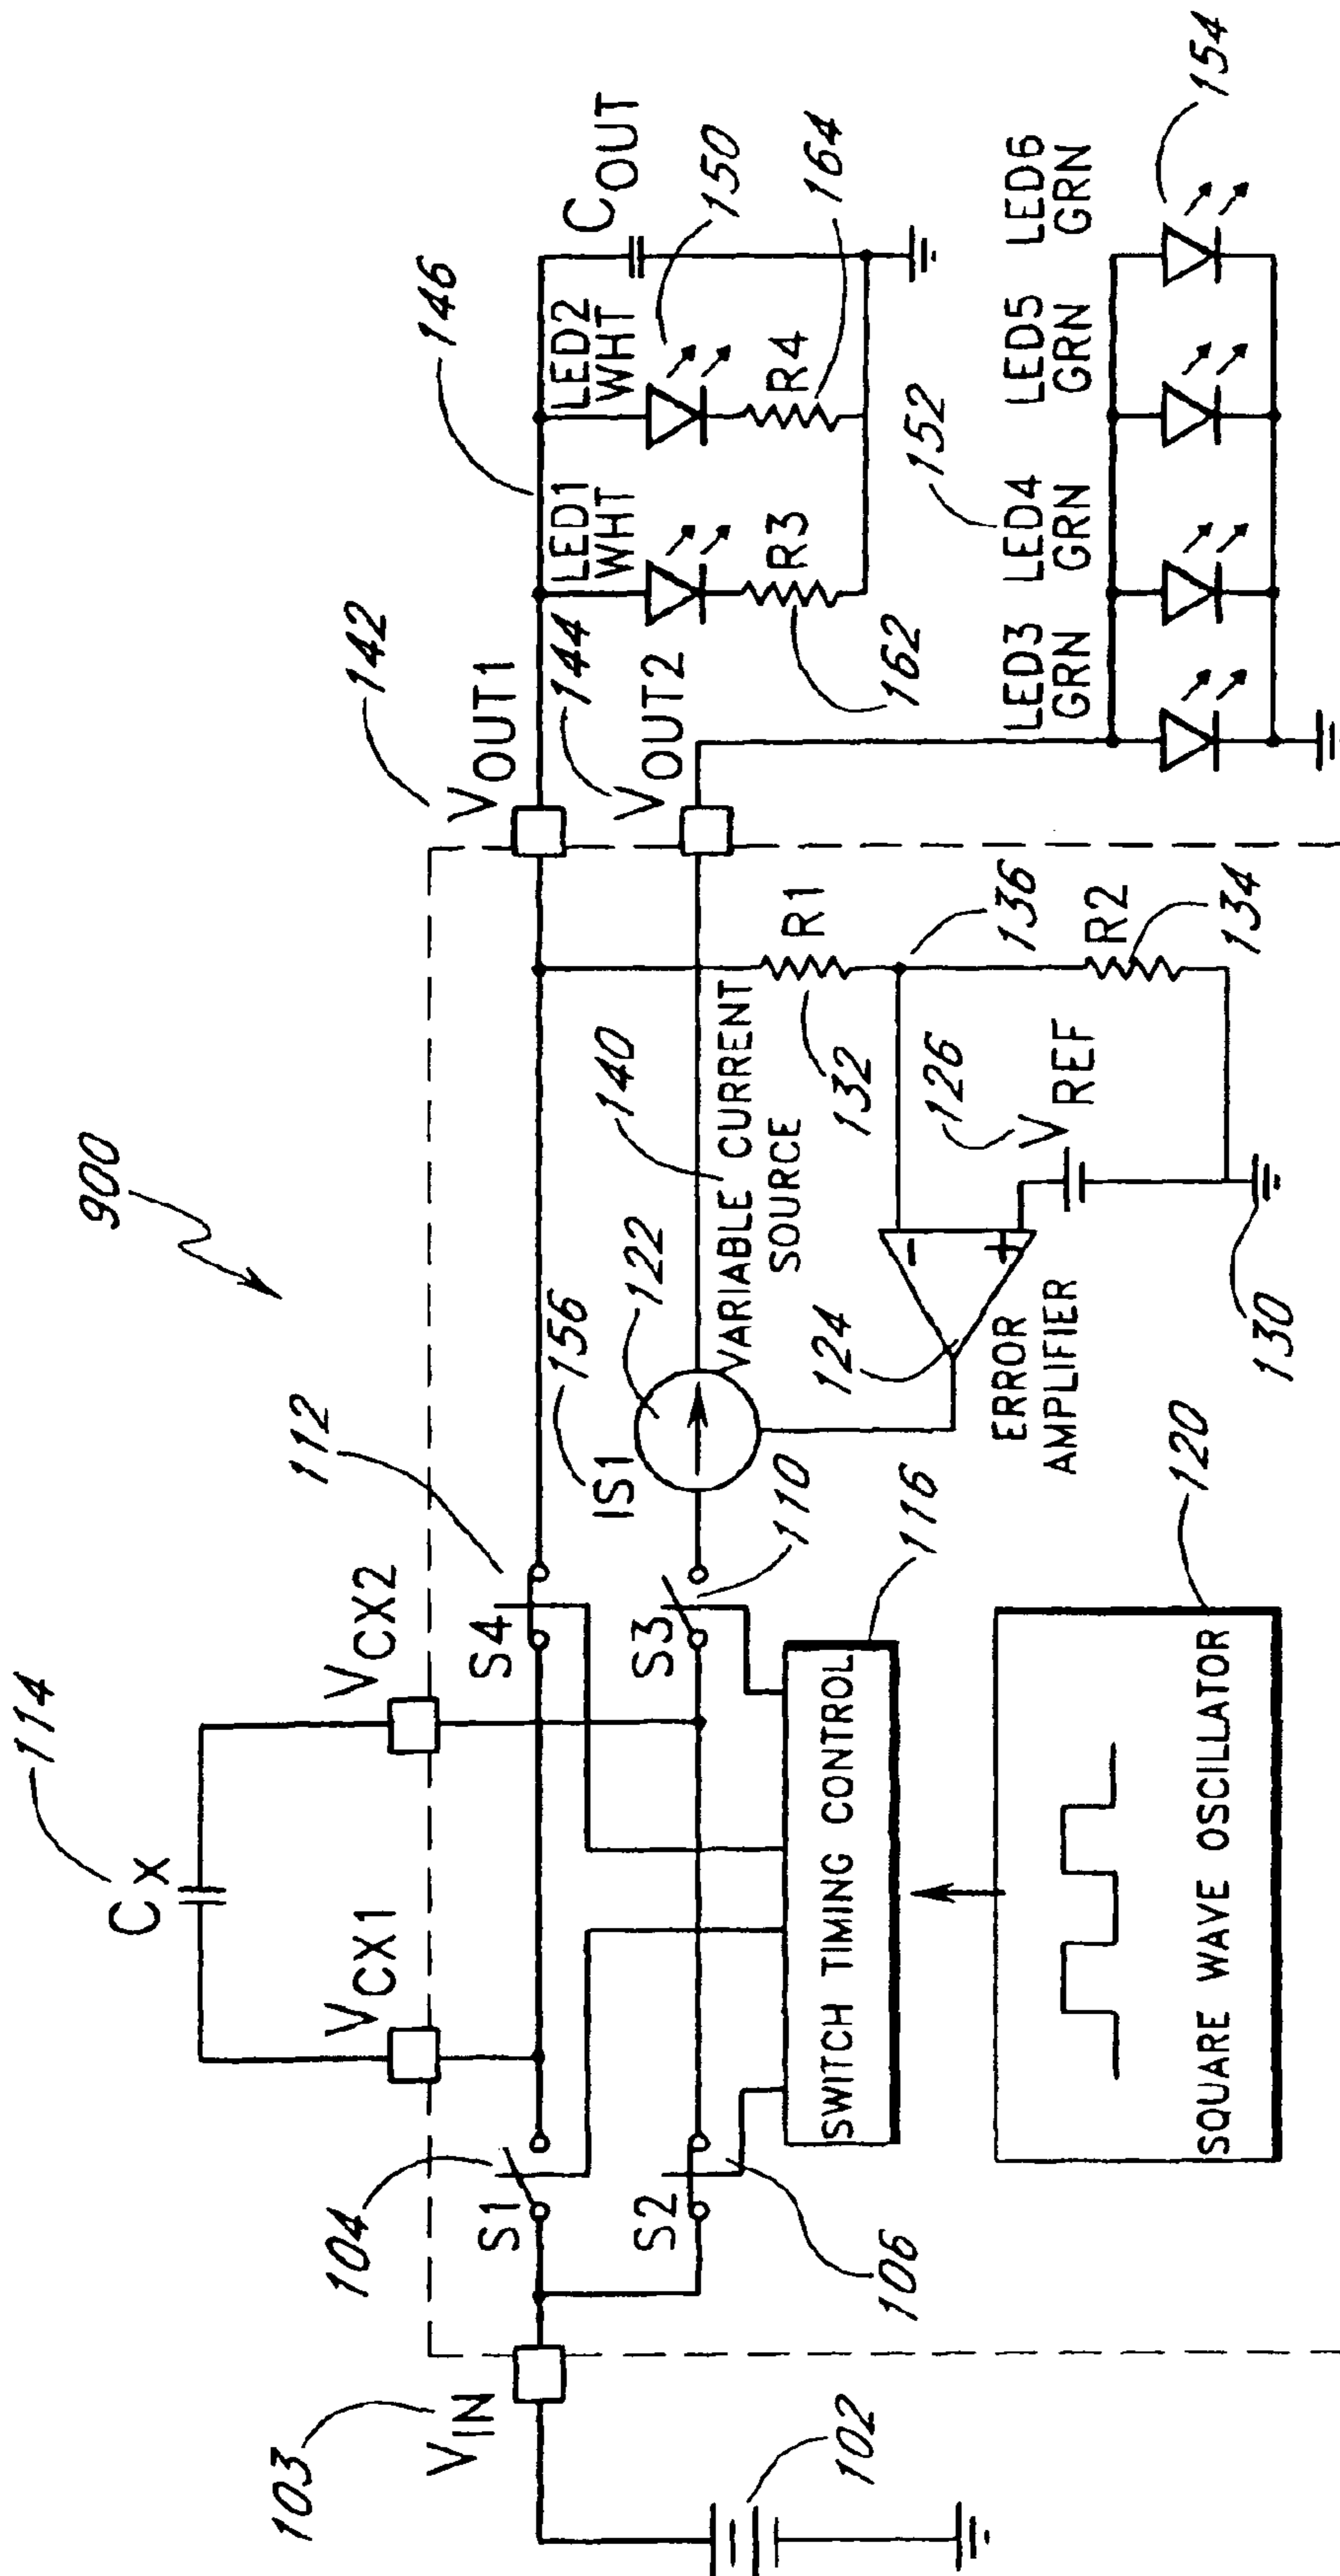 900
114
CX
VCX1
VCX2
112
142
VOUT1
146
103
VIN
104
S1
S4
156
IS1
122
144
VOUT2
LED1
WHT
LED2
WHT
COUT
150
R3
R4
162
164
S2
106
S3
110
140
VARIABLE CURRENT
SOURCE
R1
132
136
R2
134
126
VREF
124
ERROR
AMPLIFIER
-
+
130
102
SWITCH TIMING CONTROL
116
SQUARE WAVE OSCILLATOR
120
152
LED3
GRN
LED4
GRN
LED5
GRN
LED6
GRN
154